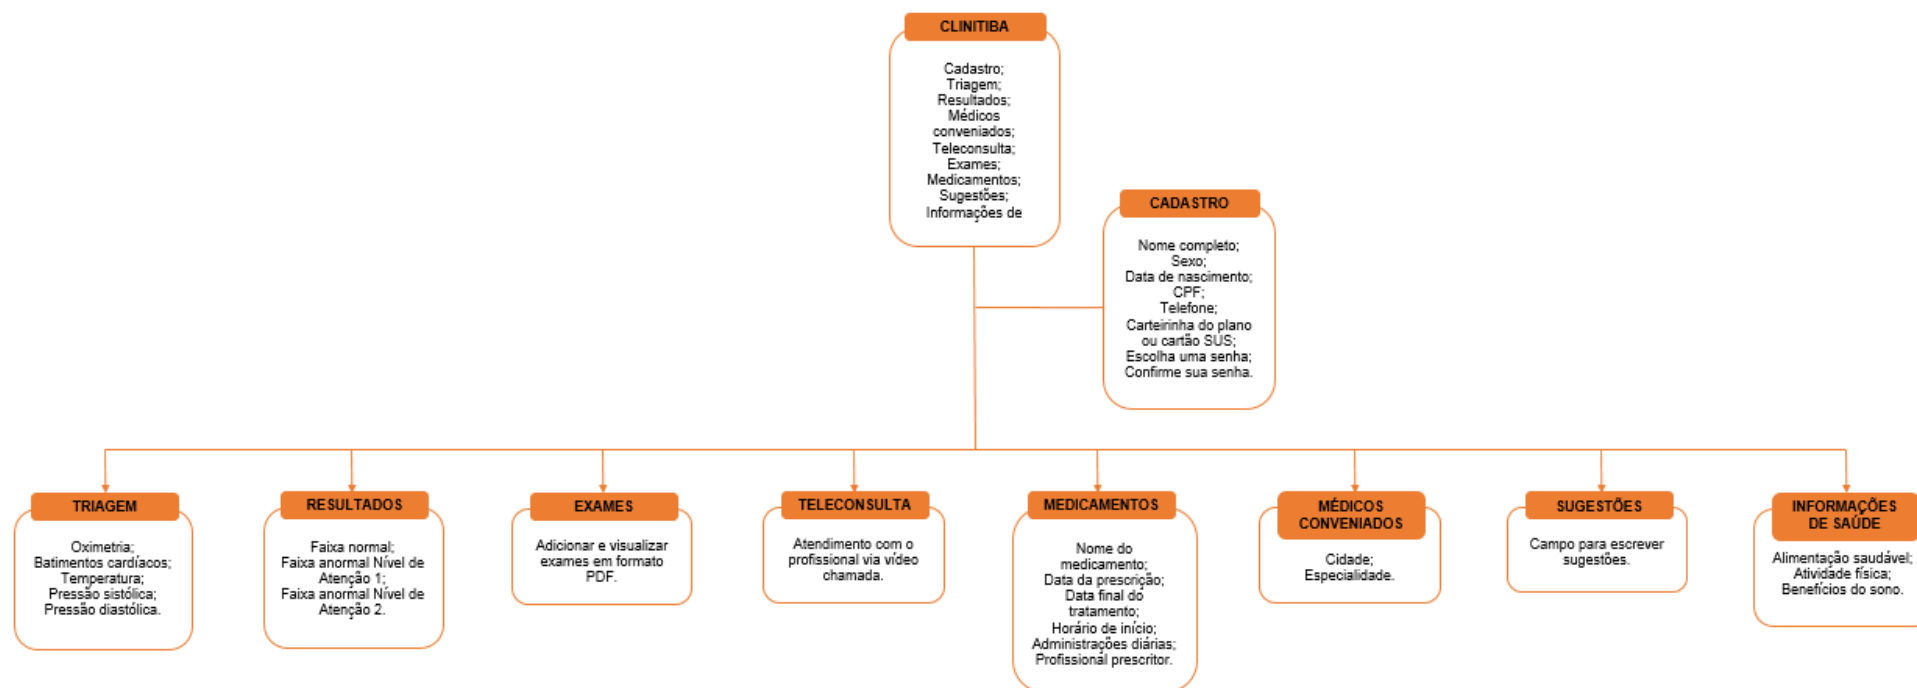 CLINITIBA
Cadastro;
Triagem;
Resultados;
Médicos
conveniados;
Teleconsulta;
Exames;
Medicamentos;
Sugestões;
Informações de
CADASTRO
Nome completo;
Sexo;
Data de nascimento;
CPF;
Telefone;
Carteirinha do plano
ou cartão SUS;
Escolha uma senha;
Confirme sua senha.
TRIAGEM
Oximetria;
Batimentos cardíacos;
Temperatura;
Pressão sistólica;
Pressão diastólica.
RESULTADOS
Faixa normal;
Faixa anormal Nível de
Atenção 1;
Faixa anormal Nível de
Atenção 2.
EXAMES
Adicionar e visualizar
exames em formato
PDF.
TELECONSULTA
Atendimento com o
profissional via vídeo
chamada.
MEDICAMENTOS
Nome do
medicamento;
Data da prescrição;
Data final do
tratamento;
Horário de início;
Administrações diárias;
Profissional prescritor.
MÉDICOS
CONVENIADOS
Cidade;
Especialidade.
SUGESTÕES
Campo para escrever
sugestões.
INFORMAÇÕES
DE SAÚDE
Alimentação saudável;
Atividade física;
Benefícios do sono.